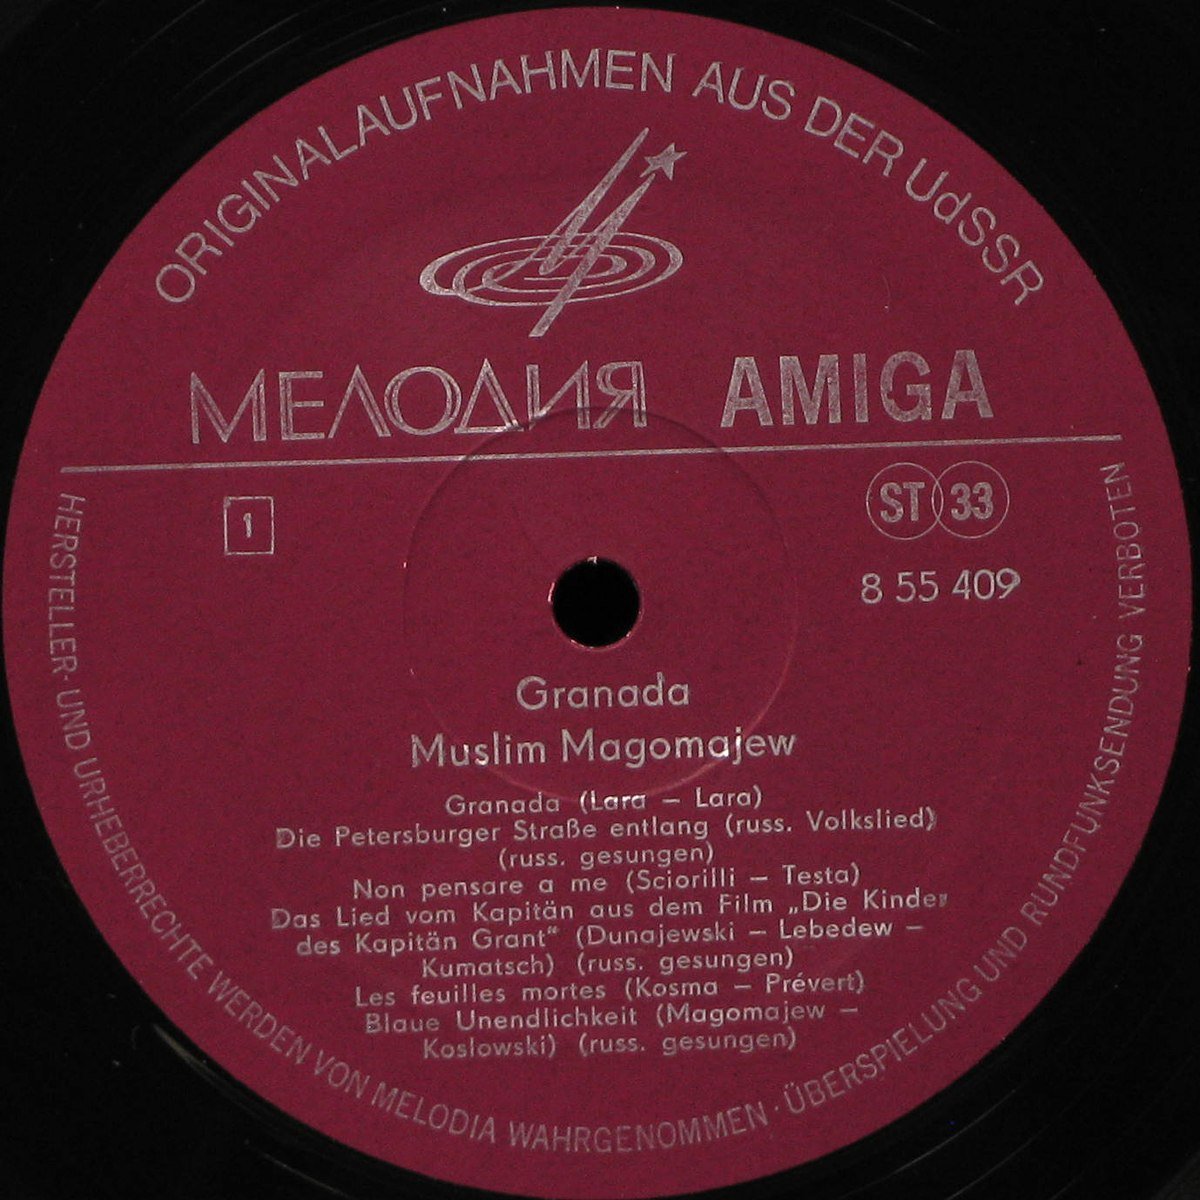 ORIGINALAUFNAHMEN AUS DER UdSSR
МЕЛОДИЯ AMIGA
1
ST 33
8 55 409
Granada
Muslim Magomajew
Granada (Lara – Lara)
Die Petersburger Straße entlang (russ. Volkslied)
(russ. gesungen)
Non pensare a me (Sciorilli – Testa)
Das Lied vom Kapitän aus dem Film „Die Kinder
des Kapitän Grant“ (Dunajewski – Lebedew –
Kumatsch) (russ. gesungen)
Les feuilles mortes (Kosma – Prévert)
Blaue Unendlichkeit (Magomajew –
Koslowski) (russ. gesungen)
HERSTELLER- UND URHEBERRECHTE WERDEN VON MELODIA WAHRGENOMMEN · ÜBERSPIELUNG UND RUNDFUNKSENDUNG VERBOTEN